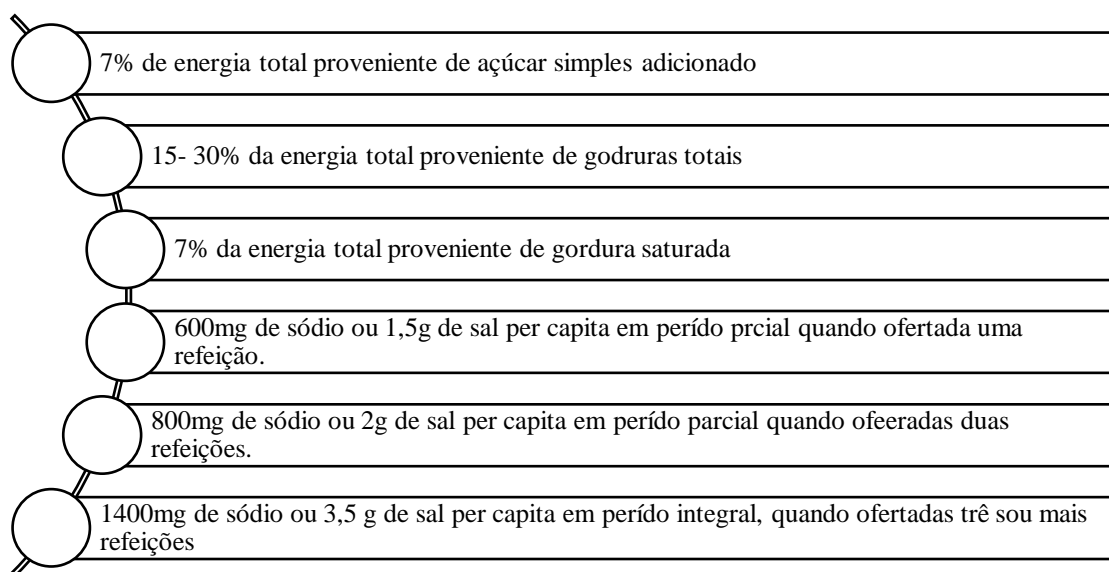 7% de energia total proveniente de açúcar simples adicionado
15- 30% da energia total proveniente de godruras totais
7% da energia total proveniente de gordura saturada
600mg de sódio ou 1,5g de sal per capita em perído prcial quando ofertada uma
refeição.
800mg de sódio ou 2g de sal per capita em perído parcial quando ofeeradas duas
refeições.
1400mg de sódio ou 3,5 g de sal per capita em perído integral, quando ofertadas trê sou mais
refeições